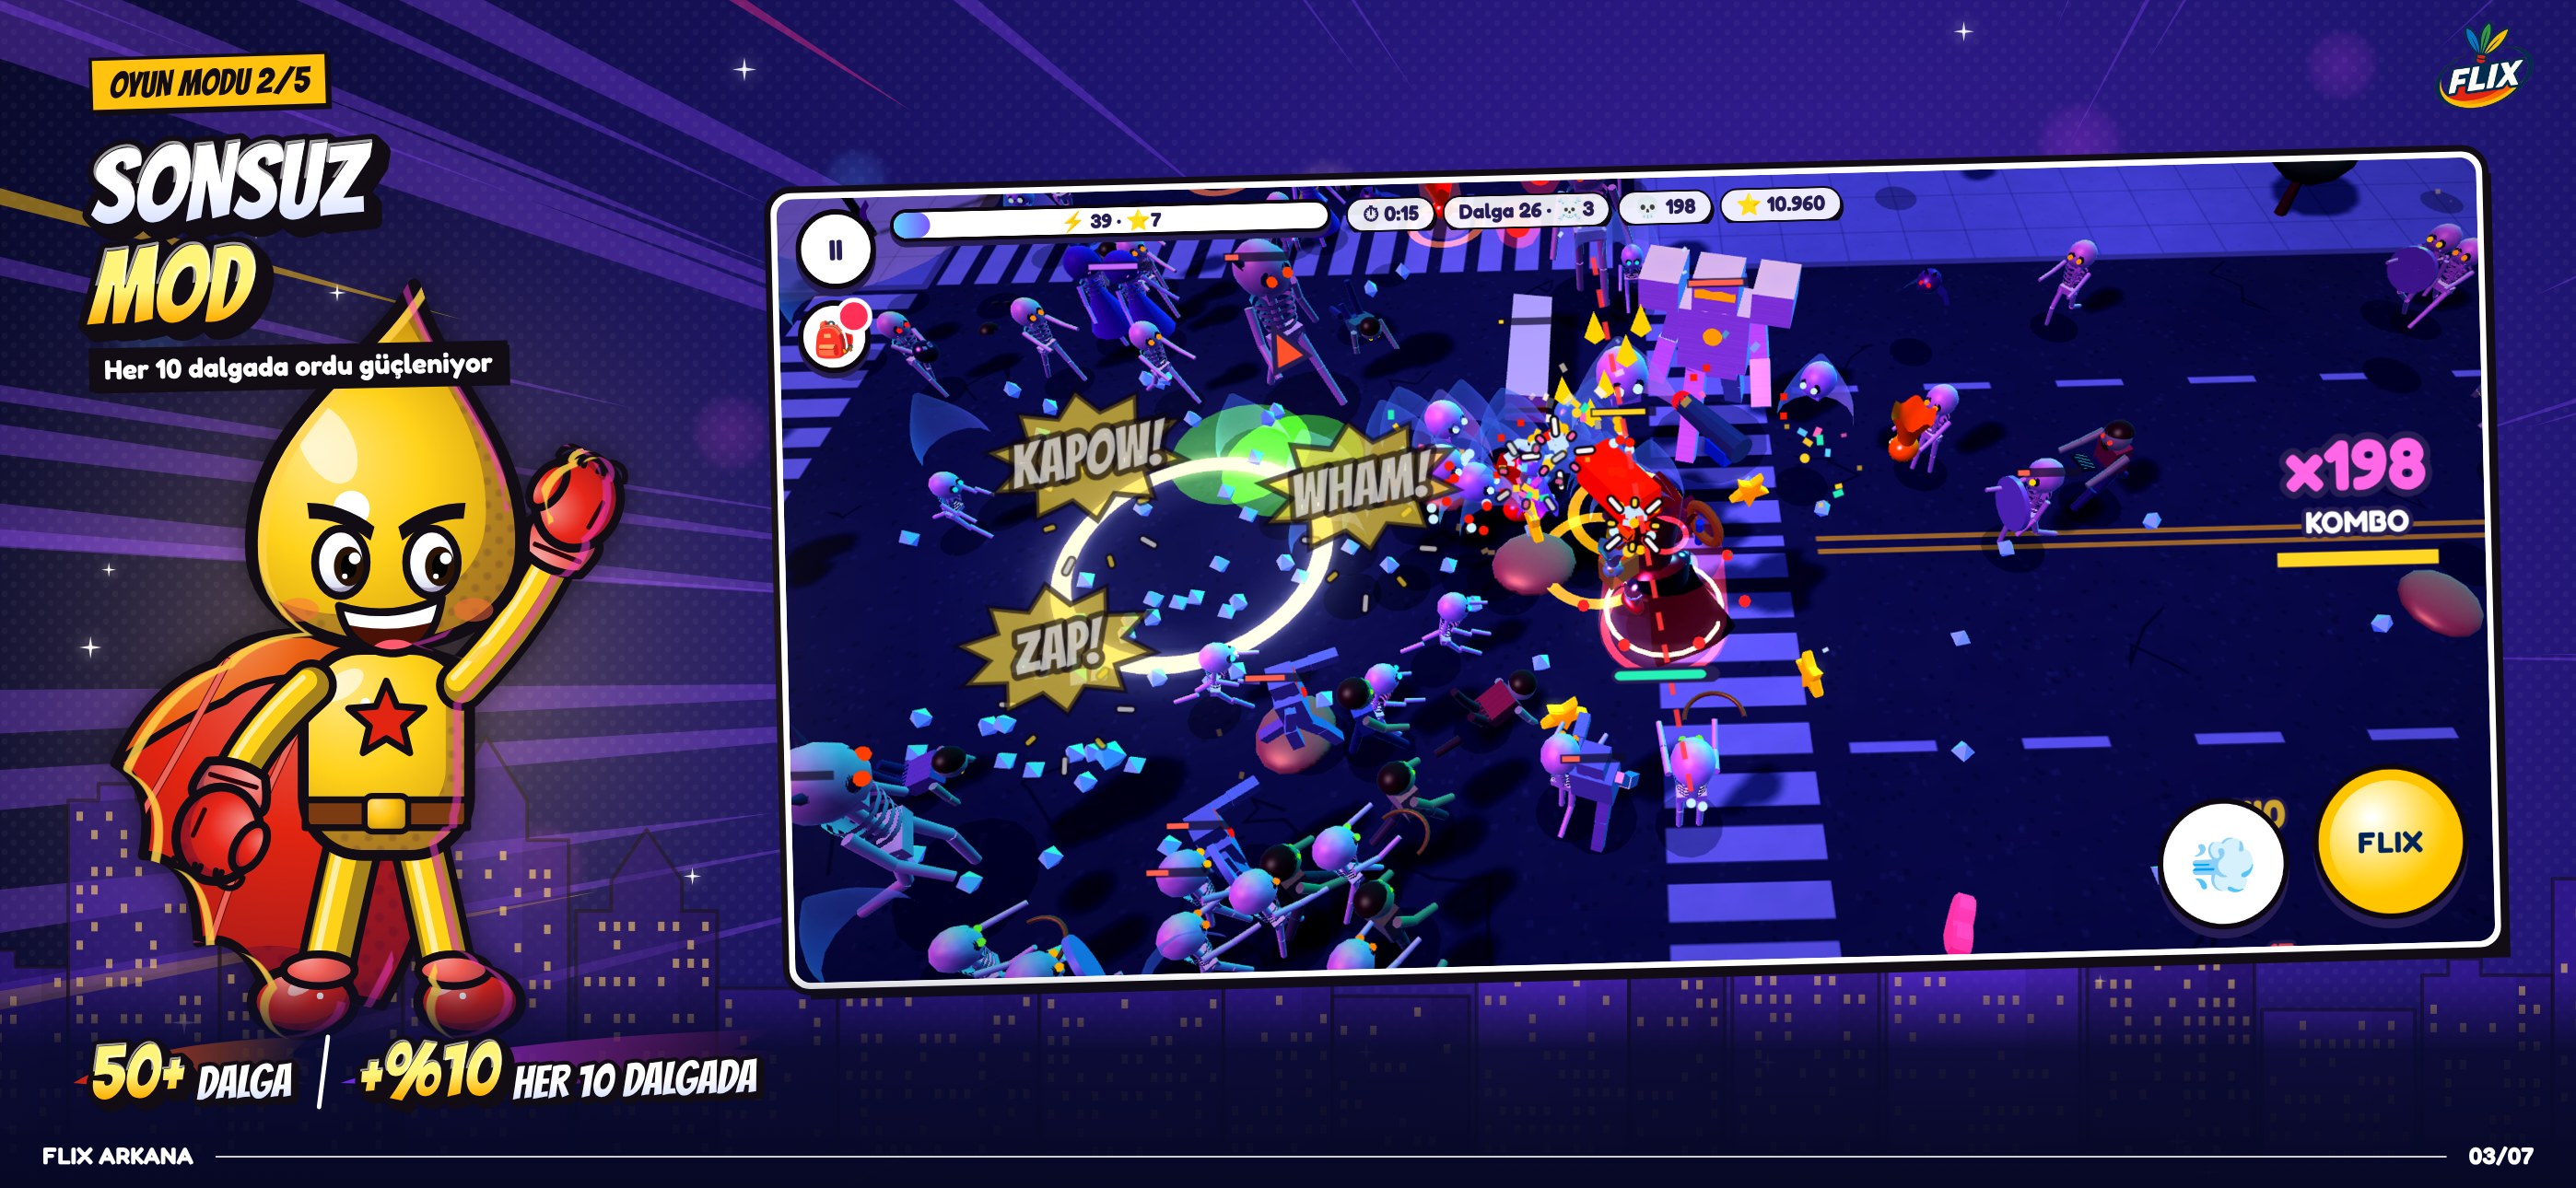 OYUN MODU 2/5
FLIX
SONSUZ
MOD
Her 10 dalgada ordu güçleniyor
39 · 7
0:15
Dalga 26 · 3
198
10.960
KAPOW!
WHAM!
ZAP!
x198
KOMBO
FLIX
50+ DALGA
+%10 HER 10 DALGADA
FLIX ARKANA
03/07